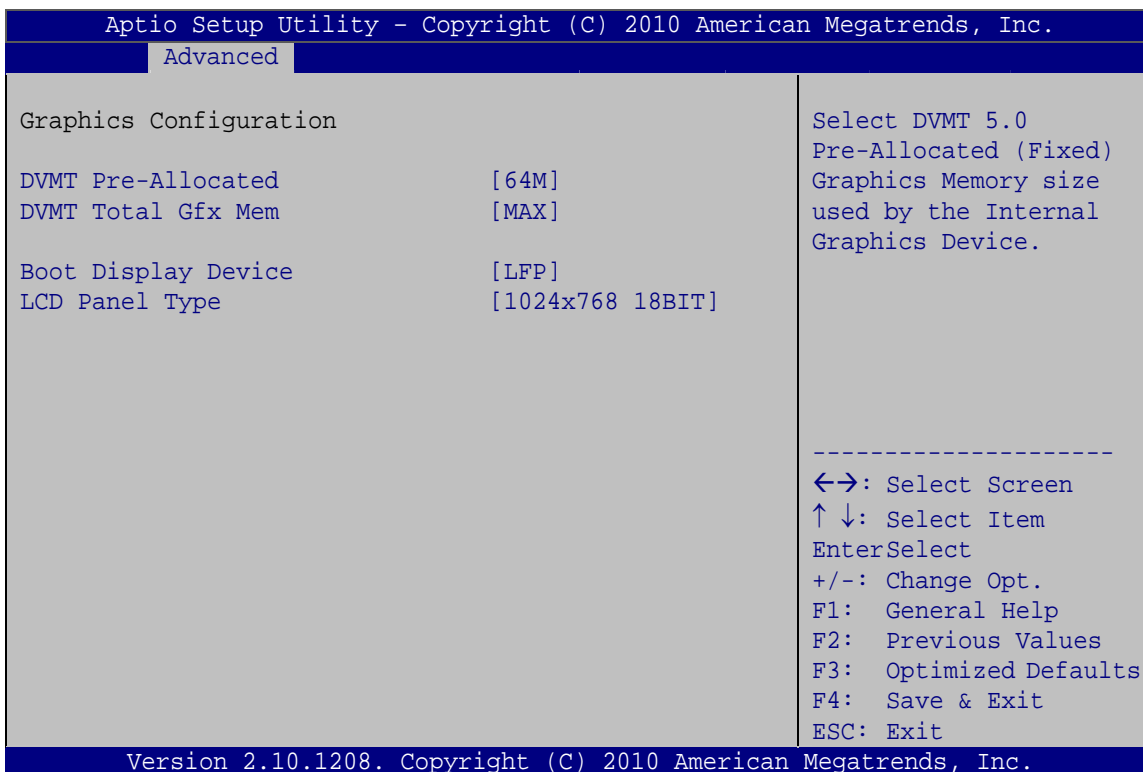 Aptio Setup Utility – Copyright (C) 2010 American Megatrends, Inc.
Advanced
Graphics Configuration
DVMT Pre-Allocated [64M]
DVMT Total Gfx Mem [MAX]
Boot Display Device [LFP]
LCD Panel Type [1024x768 18BIT]
Select DVMT 5.0
Pre-Allocated (Fixed)
Graphics Memory size
used by the Internal
Graphics Device.
---------------------
←→: Select Screen
↑ ↓: Select Item
EnterSelect
+/-: Change Opt.
F1: General Help
F2: Previous Values
F3: Optimized Defaults
F4: Save & Exit
ESC: Exit
Version 2.10.1208. Copyright (C) 2010 American Megatrends, Inc.